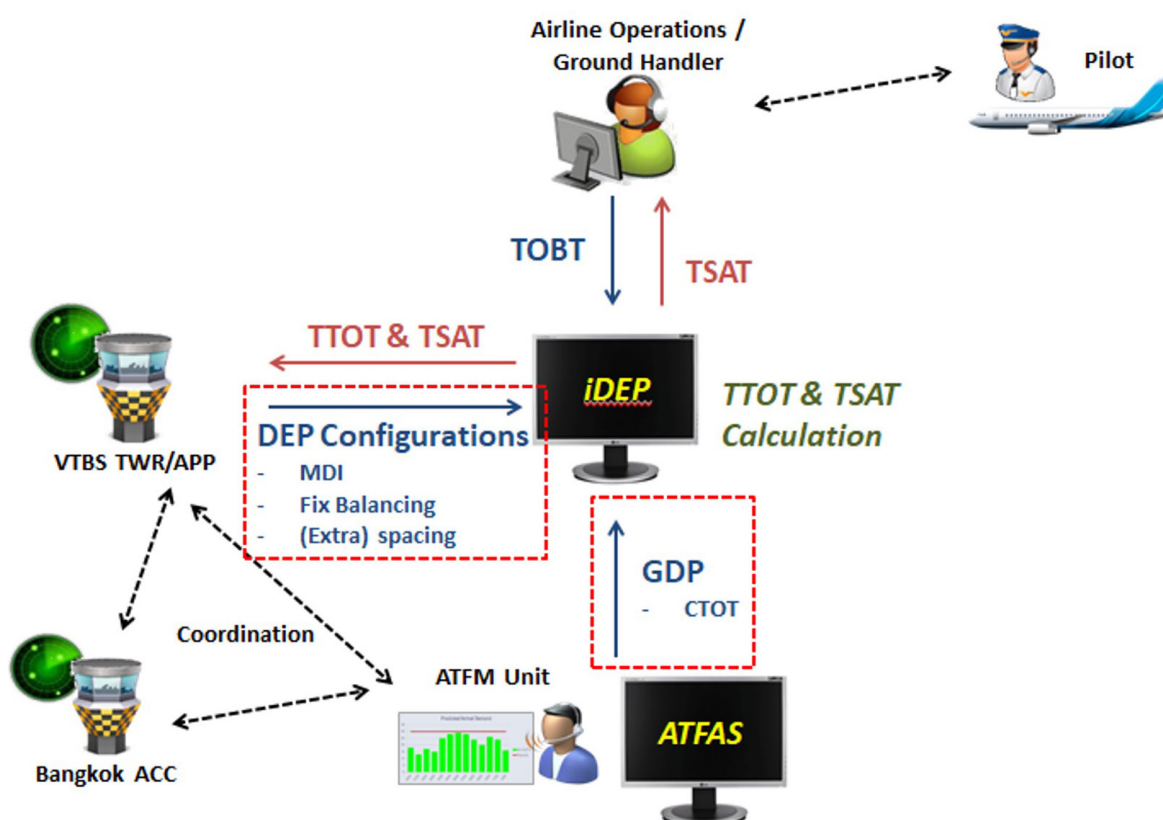 Airline Operations /
Ground Handler
Pilot
TOBT
TSAT
TTOT & TSAT
iDEP
TTOT & TSAT
Calculation
DEP Configurations
- MDI
- Fix Balancing
- (Extra) spacing
VTBS TWR/APP
GDP
- CTOT
Coordination
ATFM Unit
ATFAS
Bangkok ACC